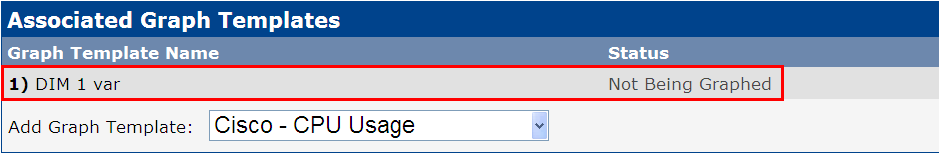 Associated Graph Templates
Graph Template Name Status
1) DIM 1 var Not Being Graphed
Add Graph Template: Cisco - CPU Usage